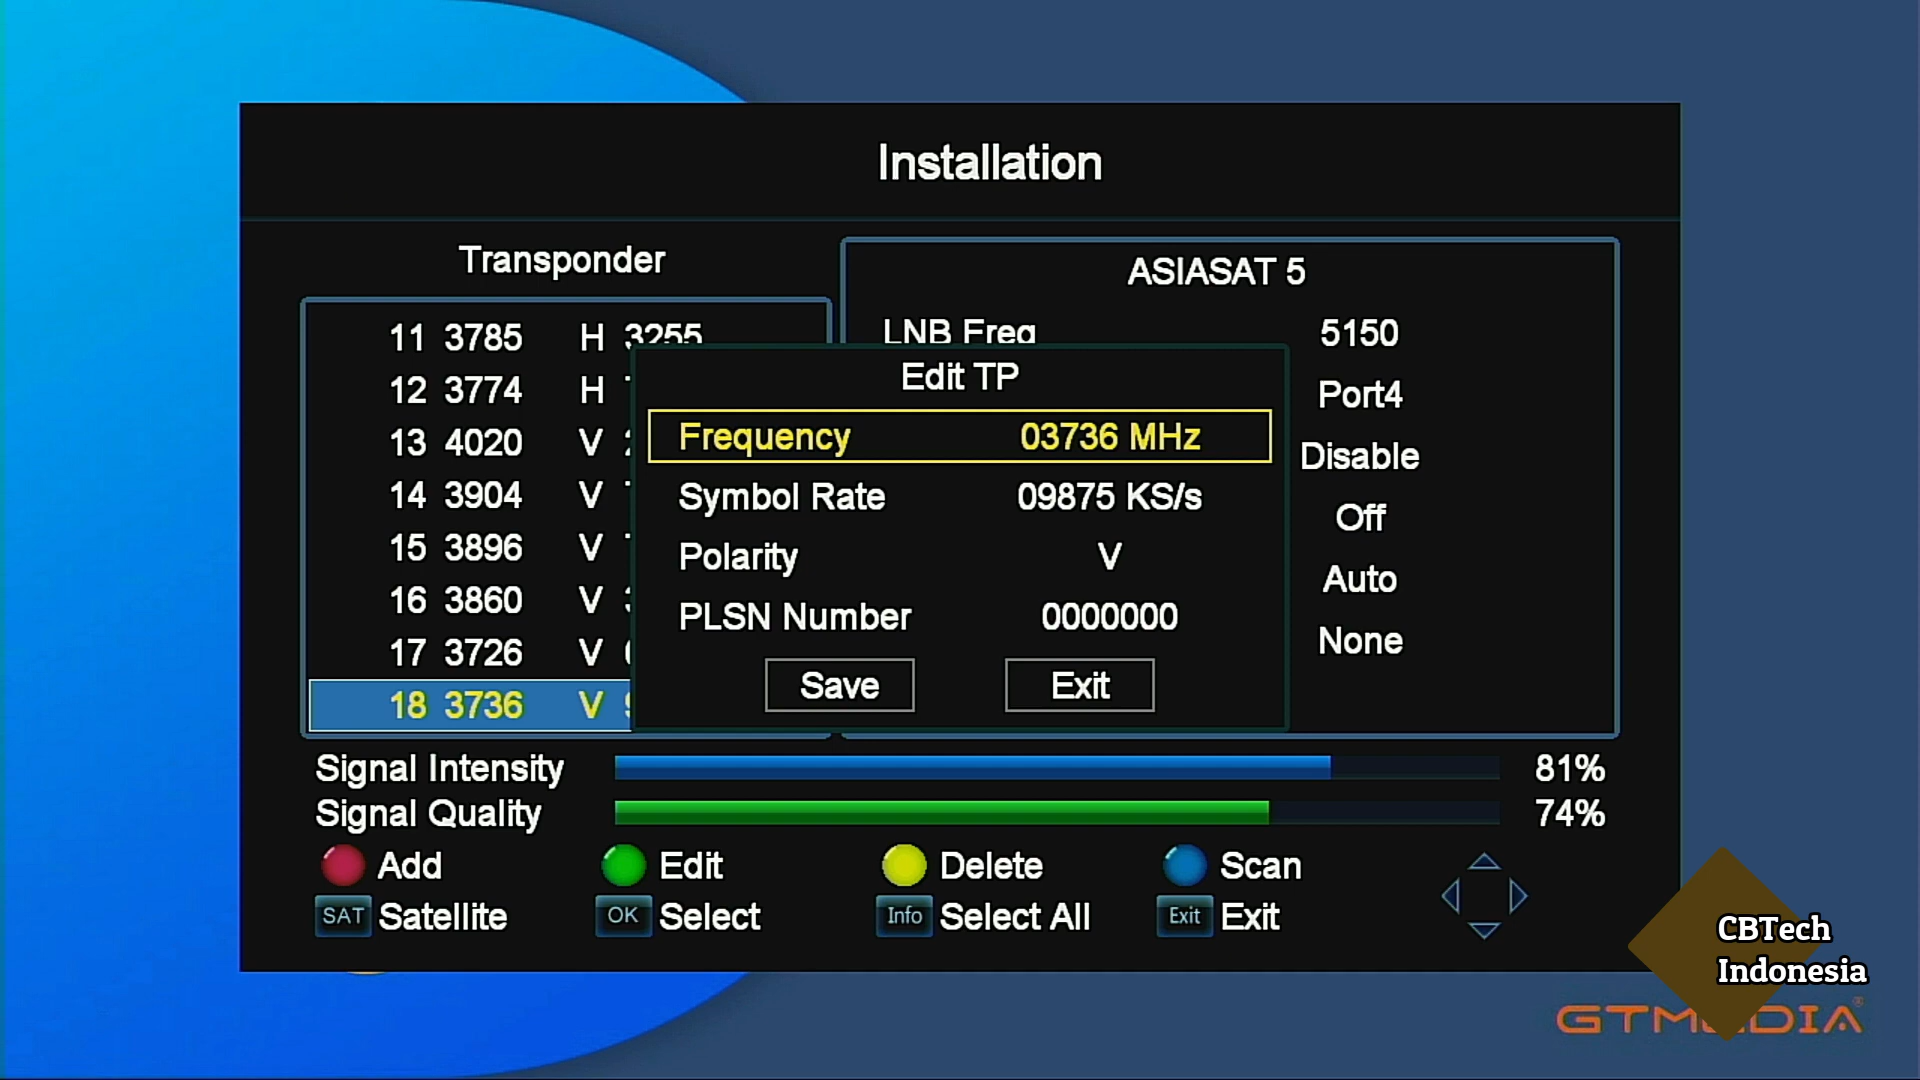 Installation
Transponder
ASIASAT 5
11 3785 H 3255
LNB Freq 5150
12 3774 H
Port4
13 4020 V
Disable
14 3904 V
Off
15 3896 V
Auto
16 3860 V
None
17 3726 V
18 3736 V
Edit TP
Frequency 03736 MHz
Symbol Rate 09875 KS/s
Polarity V
PLSN Number 0000000
Save Exit
Signal Intensity 81%
Signal Quality 74%
Add Edit Delete Scan
SAT Satellite OK Select Info Select All Exit Exit
CBTech
Indonesia
GTMEDIA®